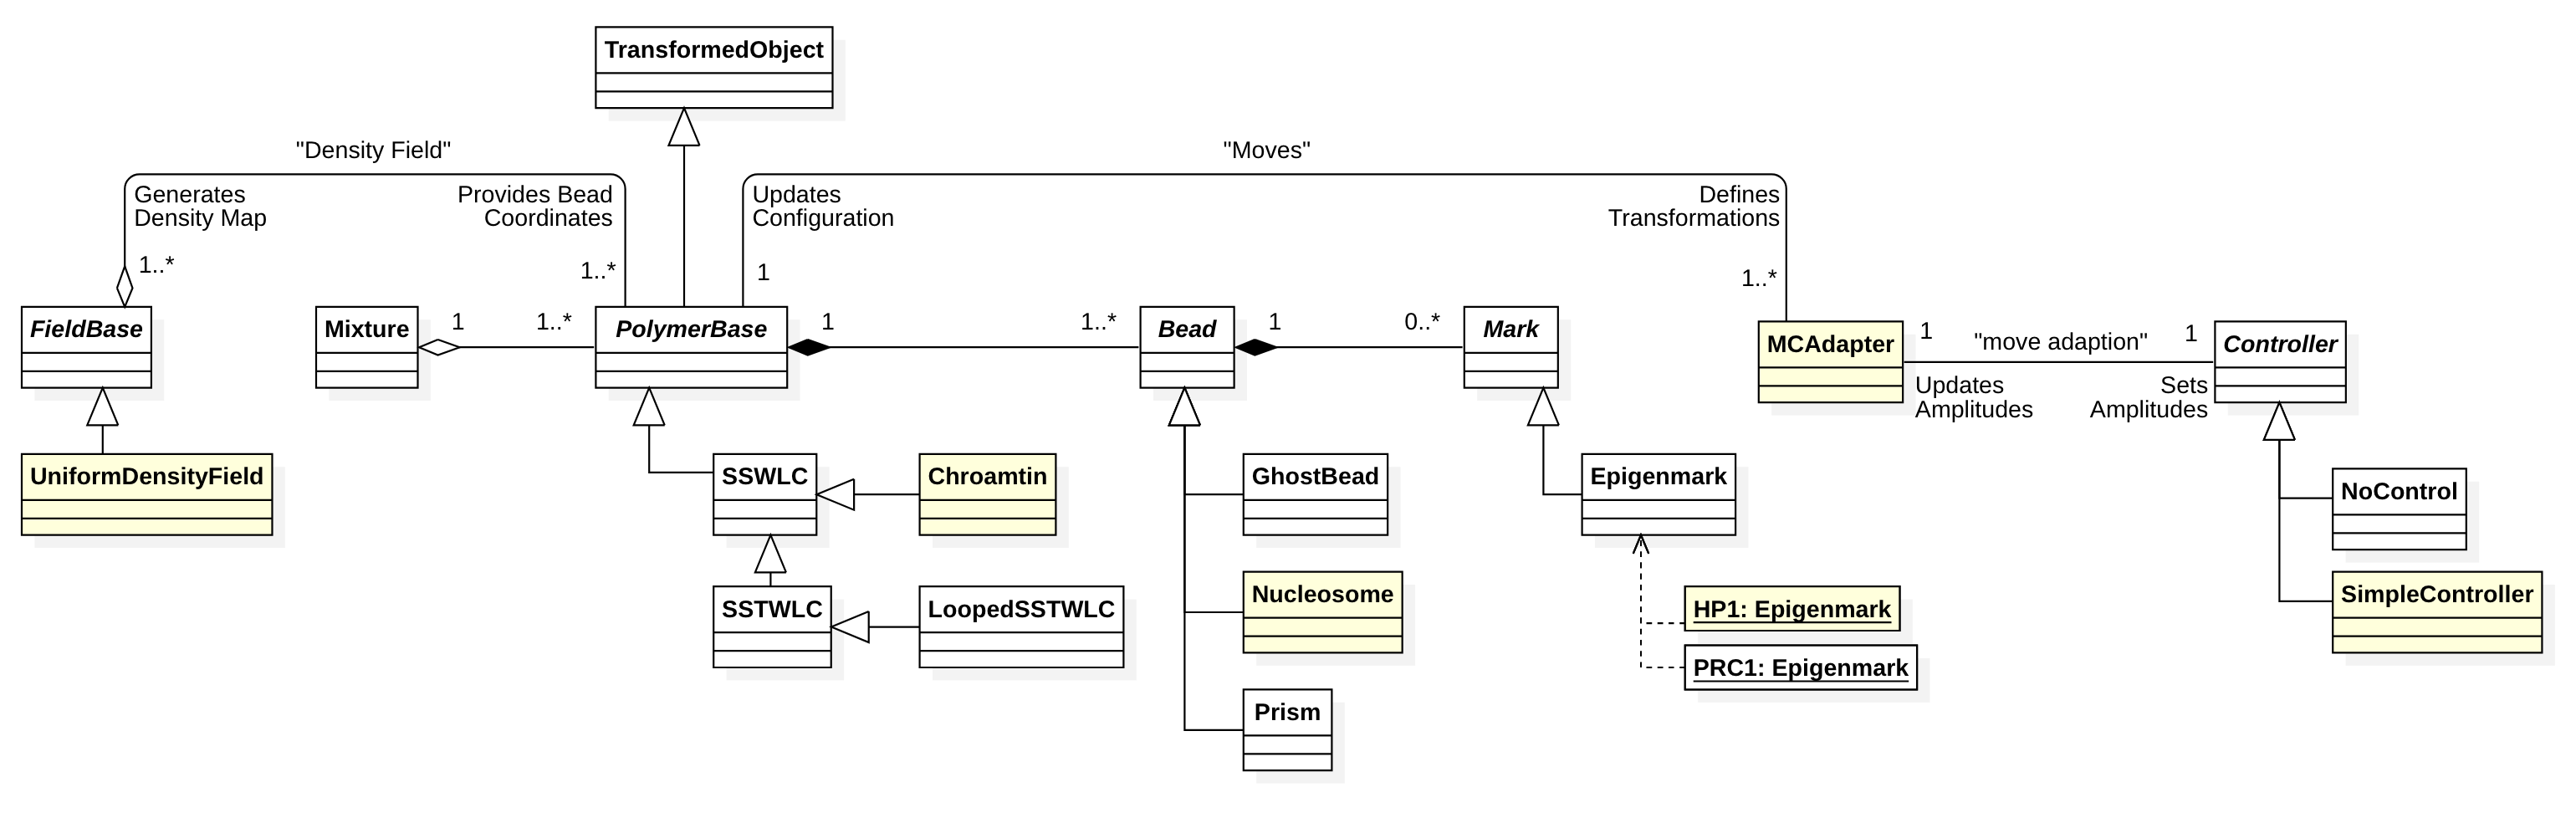 TransformedObject
"Density Field"
"Moves"
Generates
Density Map
Provides Bead
Coordinates
Updates
Configuration
Defines
Transformations
1..*
1..*
1
1..*
FieldBase
Mixture
1
1..*
PolymerBase
1
1..*
Bead
1
0..*
Mark
MCAdapter
1
"move adaption"
1
Controller
Updates
Amplitudes
Sets
Amplitudes
UniformDensityField
SSWLC
Chroamtin
GhostBead
Epigenmark
NoControl
SSTWLC
LoopedSSTWLC
Nucleosome
HP1: Epigenmark
SimpleController
PRC1: Epigenmark
Prism